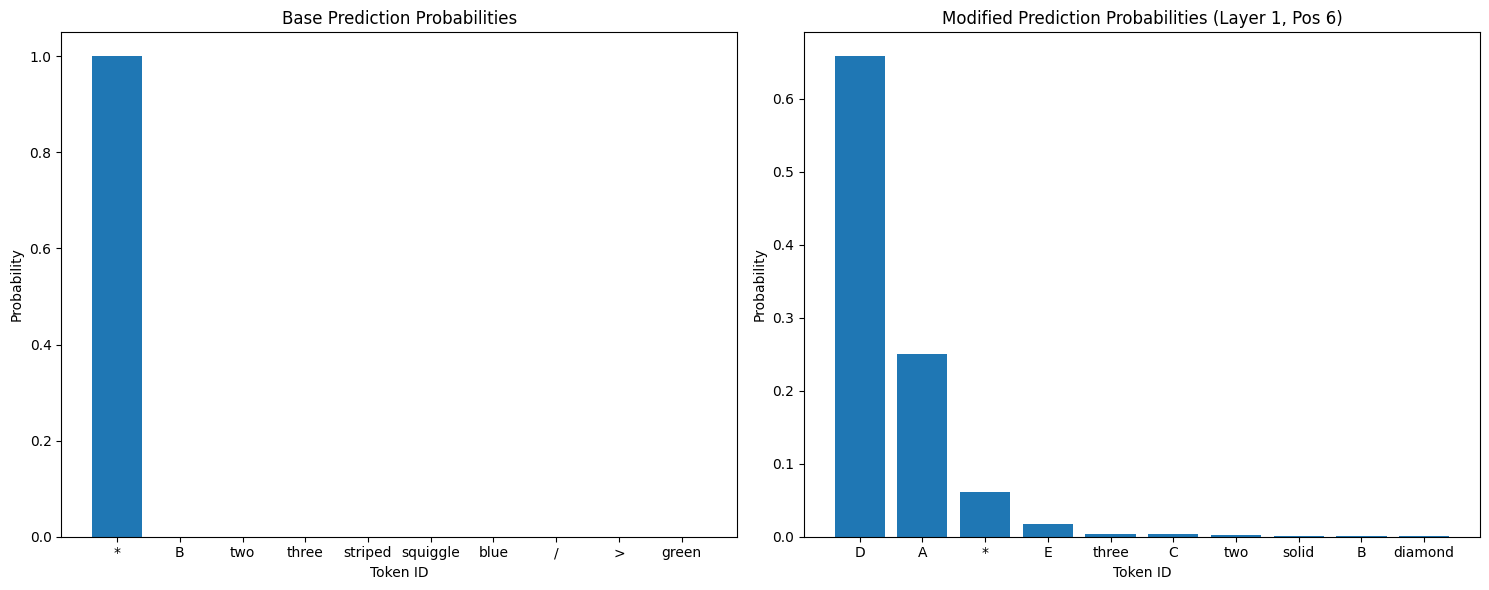 Base Prediction Probabilities
1.0
0.8
0.6
0.4
0.2
0.0
Probability
* B two three striped squiggle blue / > green
Token ID
Modified Prediction Probabilities (Layer 1, Pos 6)
0.6
0.5
0.4
0.3
0.2
0.1
0.0
Probability
D A * E three C two solid B diamond
Token ID